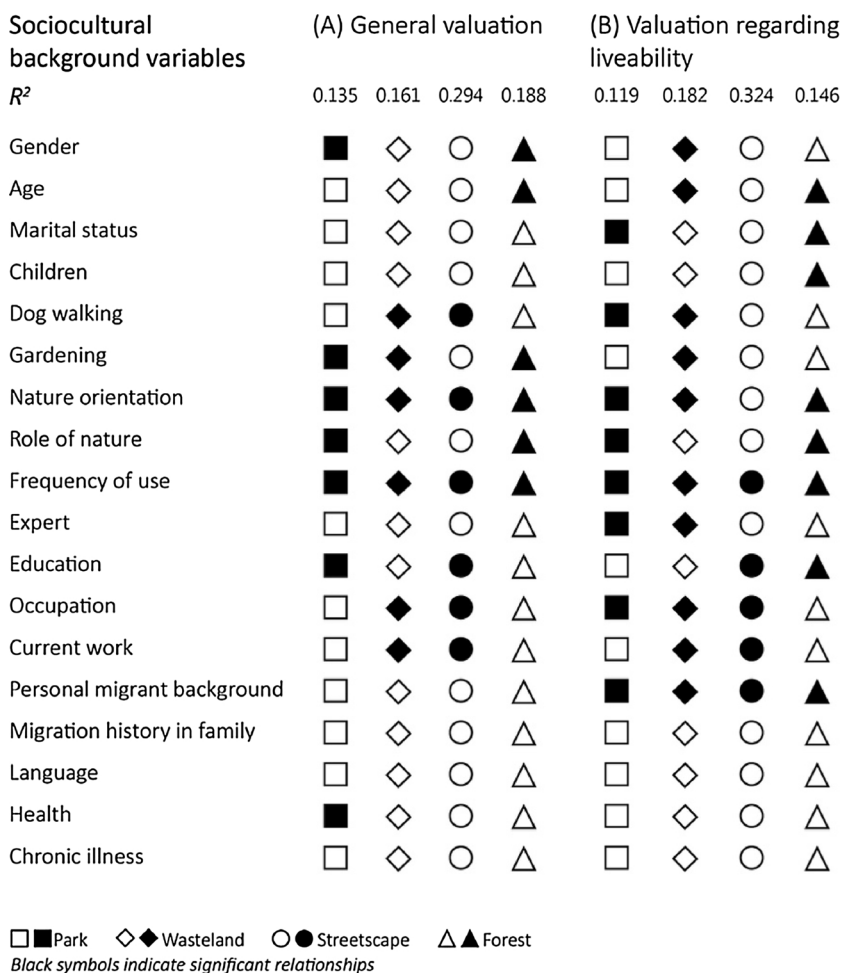 Sociocultural background variables (A) General valuation (B) Valuation regarding liveability
R² 0.135 0.161 0.294 0.188 0.119 0.182 0.324 0.146
Gender
Age
Marital status
Children
Dog walking
Gardening
Nature orientation
Role of nature
Frequency of use
Expert
Education
Occupation
Current work
Personal migrant background
Migration history in family
Language
Health
Chronic illness
Park Wasteland Streetscape Forest
Black symbols indicate significant relationships